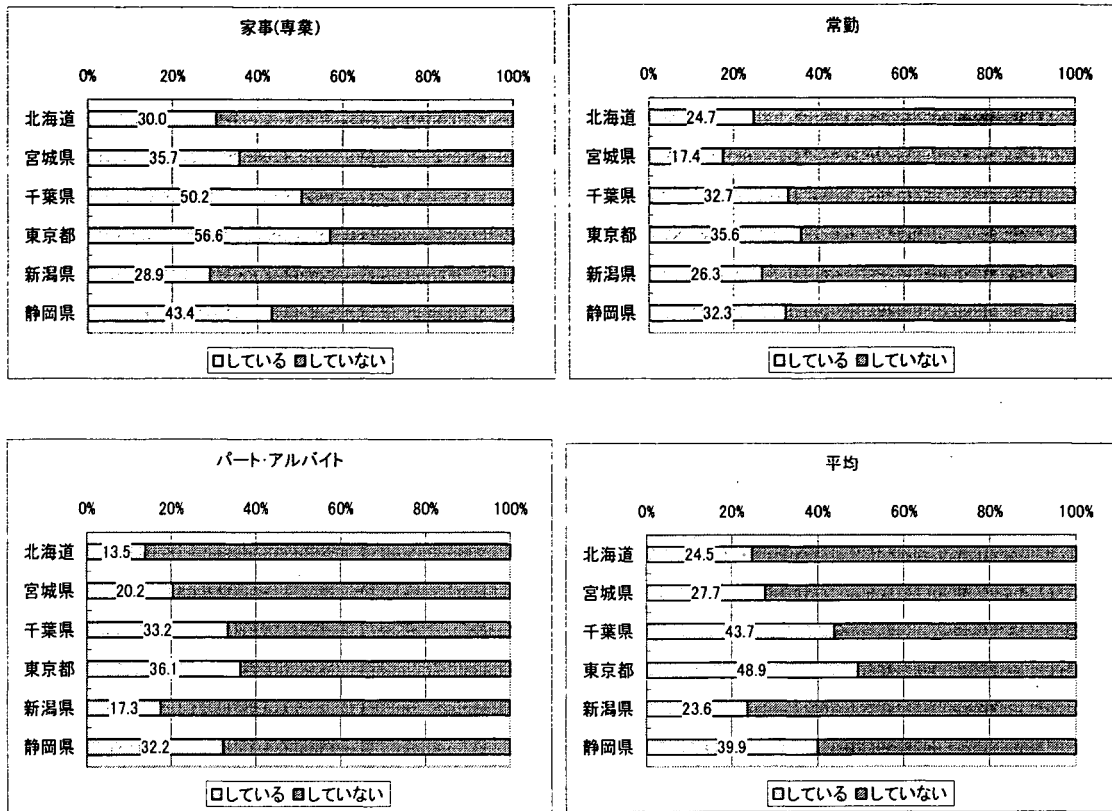 家事(専業)
0% 20% 40% 60% 80% 100%
北海道 30.0
宮城県 35.7
千葉県 50.2
東京都 56.6
新潟県 28.9
静岡県 43.4
□している ■していない
常勤
0% 20% 40% 60% 80% 100%
北海道 24.7
宮城県 17.4
千葉県 32.7
東京都 35.6
新潟県 26.3
静岡県 32.3
□している ■していない
パート・アルバイト
0% 20% 40% 60% 80% 100%
北海道 13.5
宮城県 20.2
千葉県 33.2
東京都 36.1
新潟県 17.3
静岡県 32.2
□している ■していない
平均
0% 20% 40% 60% 80% 100%
北海道 24.5
宮城県 27.7
千葉県 43.7
東京都 48.9
新潟県 23.6
静岡県 39.9
□している ■していない